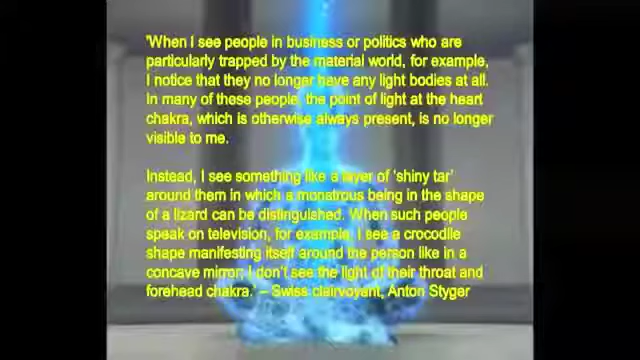 'When I see people in business or politics who are
particularly trapped by the material world, for example,
I notice that they no longer have any light bodies at all.
In many of these people, the point of light at the heart
chakra, which is otherwise always present, is no longer
visible to me.
Instead, I see something like a layer of 'shiny tar'
around them in which a monstrous being in the shape
of a lizard can be distinguished. When such people
speak on television, for example, I see a crocodile
shape manifesting itself around the person like in a
concave mirror; I don't see the light of their throat and
forehead chakra.' – Swiss clairvoyant, Anton Styger